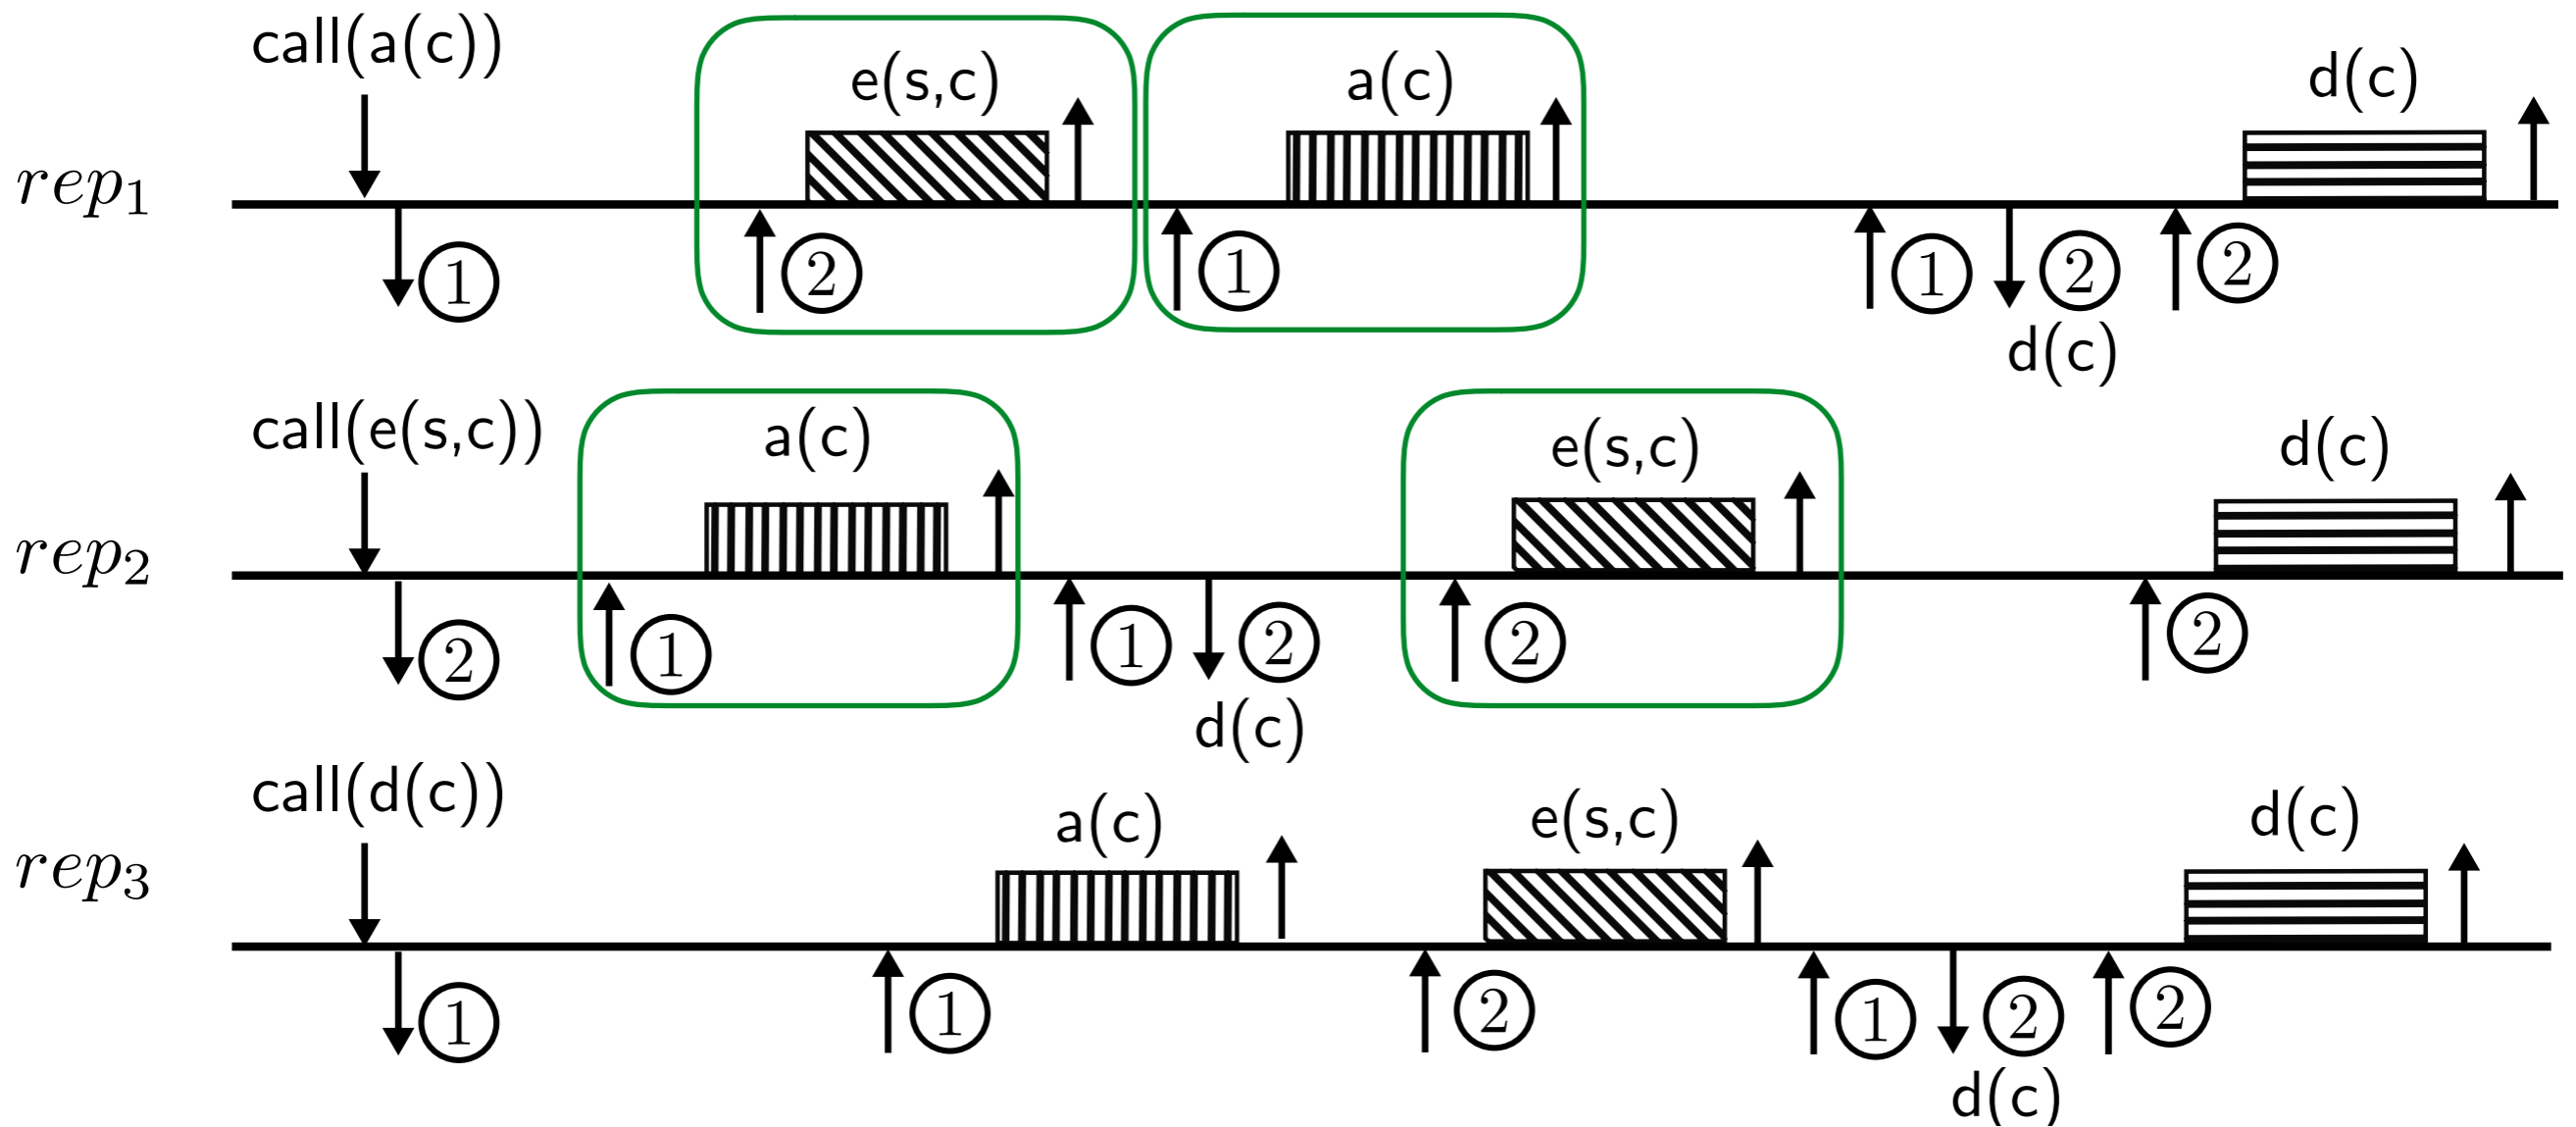 call(a(c))
e(s,c)
a(c)
d(c)
rep1
1
2
1
1
2
2
d(c)
call(e(s,c))
a(c)
e(s,c)
d(c)
rep2
2
1
1
2
2
2
d(c)
call(d(c))
a(c)
e(s,c)
d(c)
rep3
1
1
2
1
2
2
d(c)